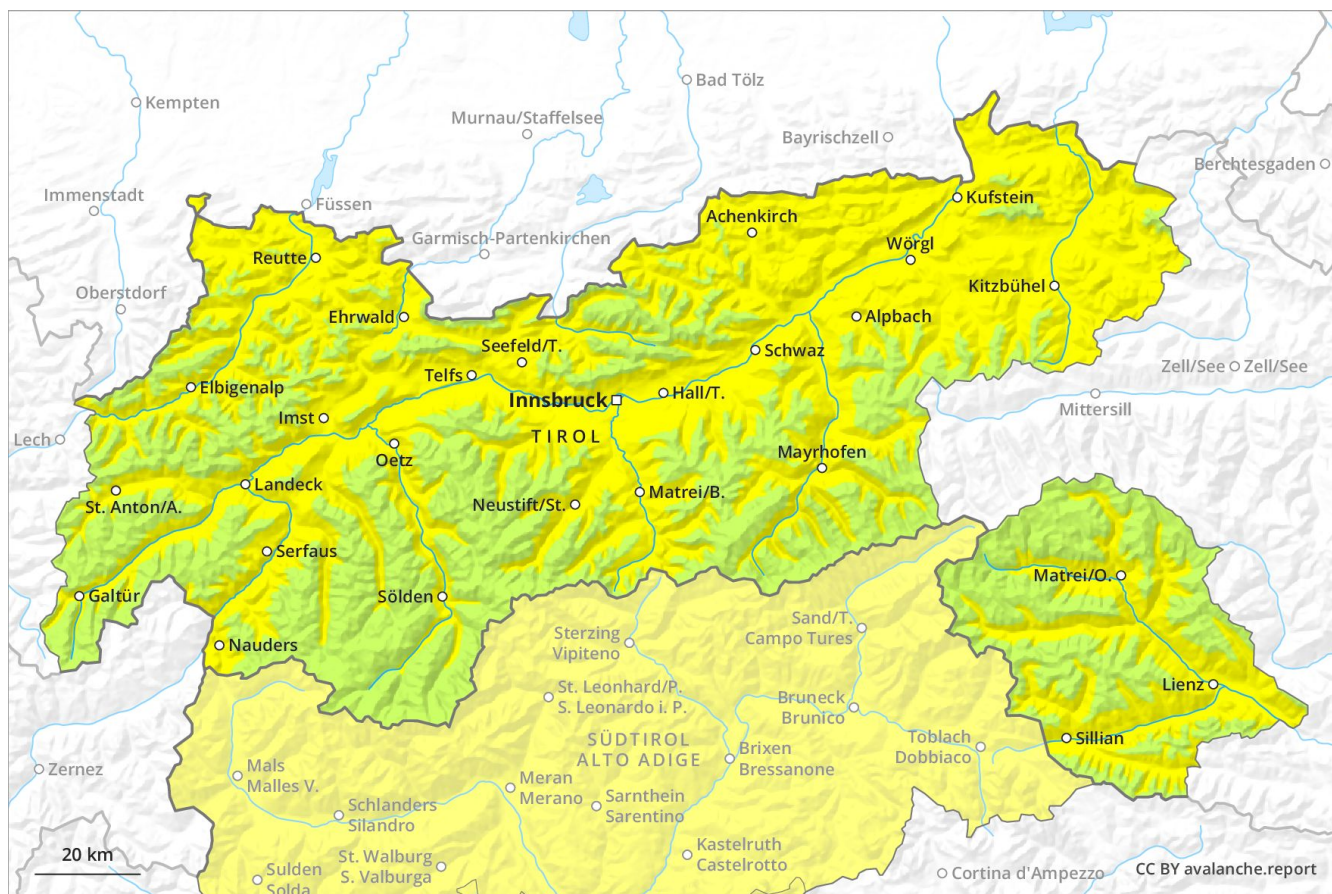 Bad Tölz
Kempten
Murnau/Staffelsee
Bayrischzell
Berchtesgaden
Immenstadt
Füssen
Kufstein
Achenkirch
Garmisch-Partenkirchen
Wörgl
Reutte
Kitzbühel
Oberstdorf
Ehrwald
Alpbach
Seefeld/T.
Schwaz
Zell/See
Zell/See
Telfs
Elbigenalp
Hall/T.
Innsbruck
Mittersill
Imst
Lech
TIROL
Oetz
Mayrhofen
Landeck
St. Anton/A.
Neustift/St.
Matrei/B.
Serfaus
Matrei/O.
Galtür
Sölden
Sand/T.
Campo Tures
Sterzing
Vipiteno
Nauders
Lienz
St. Leonhard/P.
S. Leonardo i. P.
Bruneck
Brunico
SÜDTIROL
ALTO ADIGE
Toblach
Dobbiaco
Sillian
Brixen
Bressanone
Zernez
Mals
Malles V.
Meran
Merano
Sarnthein
Sarentino
Schlanders
Silandro
20 km
St. Walburg
S. Valburga
Kastelruth
Castelrotto
Sulden
Solda
Cortina d'Ampezzo
CC BY avalanche.report